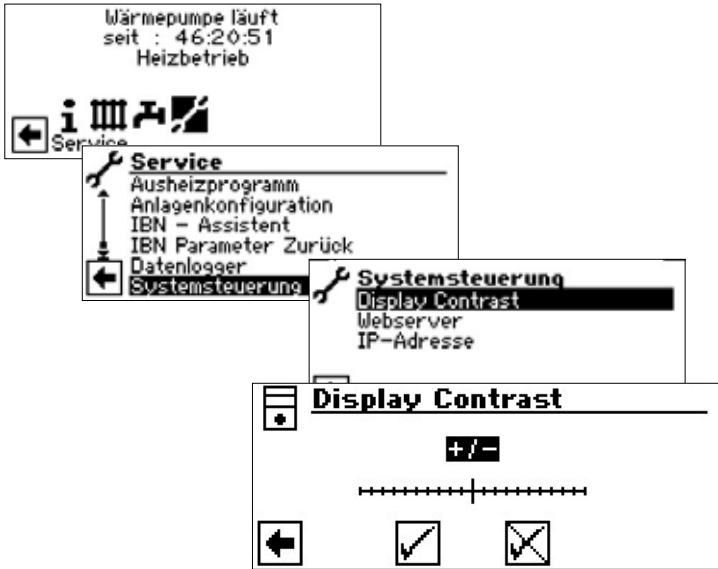 Wärmepumpe läuft
seit : 46:20:51
Heizbetrieb
Service
Service
Ausheizprogramm
Anlagenkonfiguration
IBN - Assistent
IBN Parameter Zurück
Datenlogger
Systemsteuerung
Systemsteuerung
Display Contrast
Webserver
IP-Adresse
Display Contrast
+/-